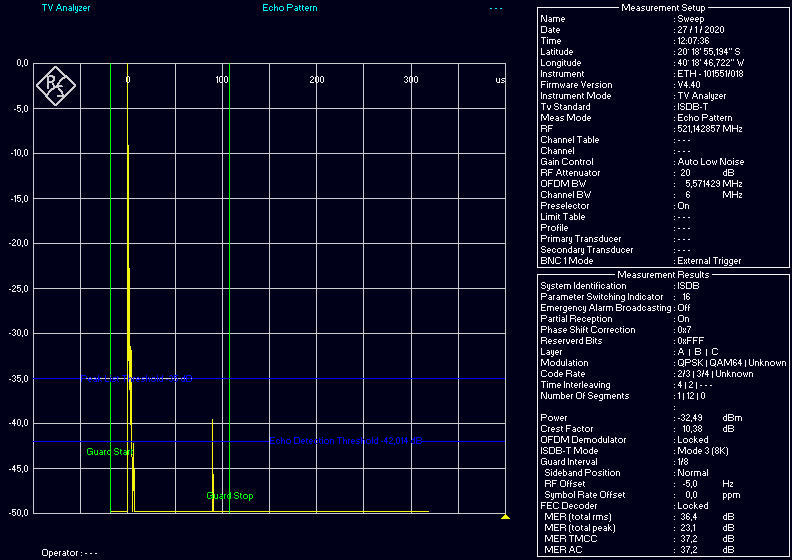 TV Analyzer Echo Pattern - - -
0,0
0 100 200 300 us
-5,0
-10,0
-15,0
-20,0
-25,0
-30,0
-35,0
-40,0
Echo Detection Threshold -42,014 dB
Guard Start
-45,0
Guard Stop
-50,0
Operator : - - -
Measurement Setup
Name : Sweep
Date : 27 / 1 / 2020
Time : 12:07:36
Latitude : 20° 18' 55,194" S
Longitude : 40° 18' 46,722" W
Instrument : ETH - 101551/018
Firmware Version : V4.40
Instrument Mode : TV Analyzer
Tv Standard : ISDB-T
Meas Mode : Echo Pattern
RF : 521,142857 MHz
Channel Table : - - -
Channel : - - -
Gain Control : Auto Low Noise
RF Attenuator : 20 dB
OFDM BW : 5,571429 MHz
Channel BW : 6 MHz
Preselector : On
Limit Table : - - -
Profile : - - -
Primary Transducer : - - -
Secondary Transducer : - - -
BNC 1 Mode : External Trigger
Measurement Results
System Identification : ISDB
Parameter Switching Indicator : 16
Emergency Alarm Broadcasting : Off
Partial Reception : On
Phase Shift Correction : 0x7
Reserverd Bits : 0xFFF
Layer : A | B | C
Modulation : QPSK | QAM64 | Unknown
Code Rate : 2/3 | 3/4 | Unknown
Time Interleaving : 4 | 2 | - - -
Number Of Segments : 1 | 12 | 0
:
Power : -32,49 dBm
Crest Factor : 10,38 dB
OFDM Demodulator : Locked
ISDB-T Mode : Mode 3 (8K)
Guard Interval : 1/8
Sideband Position : Normal
RF Offset : -5,0 Hz
Symbol Rate Offset : 0,0 ppm
FEC Decoder : Locked
MER (total rms) : 36,4 dB
MER (total peak) : 23,1 dB
MER TMCC : 37,2 dB
MER AC : 37,2 dB